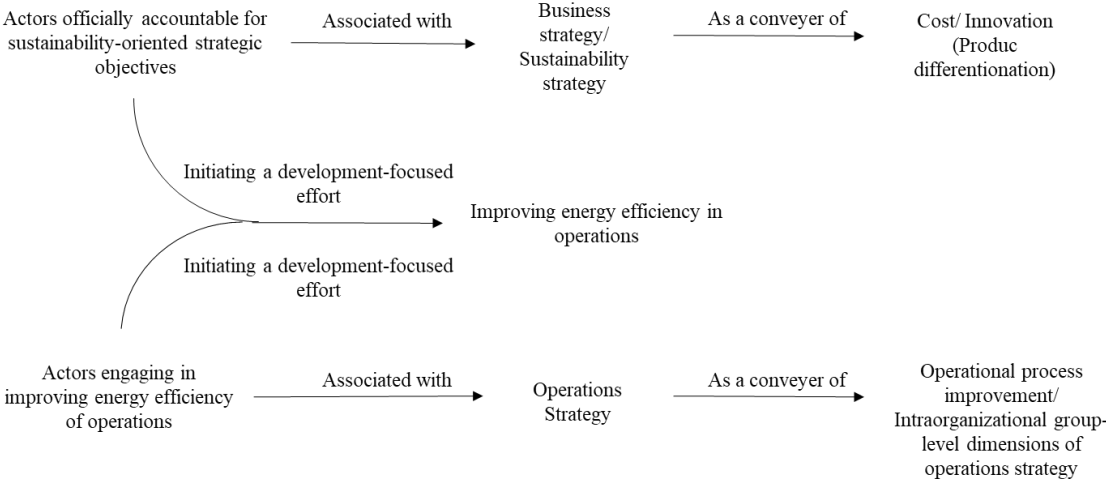 Actors officially accountable for
sustainability-oriented strategic
objectives
Associated with
Business
strategy/
Sustainability
strategy
As a conveyer of
Cost/ Innovation
(Produc
differentionation)
Initiating a development-focused
effort
Improving energy efficiency in
operations
Initiating a development-focused
effort
Actors engaging in
improving energy efficiency
of operations
Associated with
Operations
Strategy
As a conveyer of
Operational process
improvement/
Intraorganizational group-
level dimensions of
operations strategy